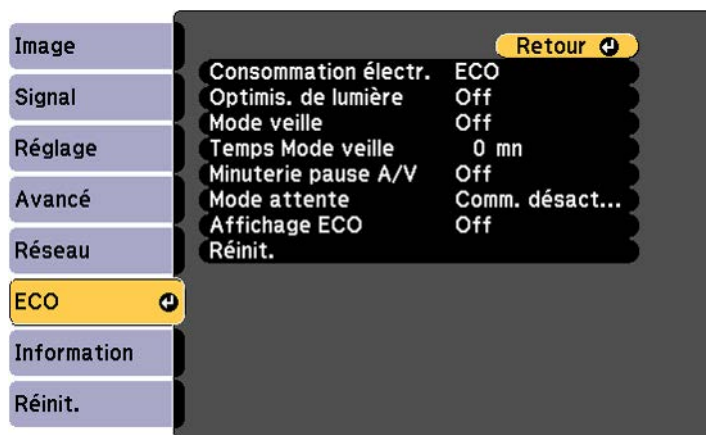 Image
Signal
Réglage
Avancé
Réseau
ECO
Information
Réinit.
Retour
Consommation électr. ECO
Optimis. de lumière Off
Mode veille Off
Temps Mode veille 0 mn
Minuterie pause A/V Off
Mode attente Comm. désact...
Affichage ECO Off
Réinit.